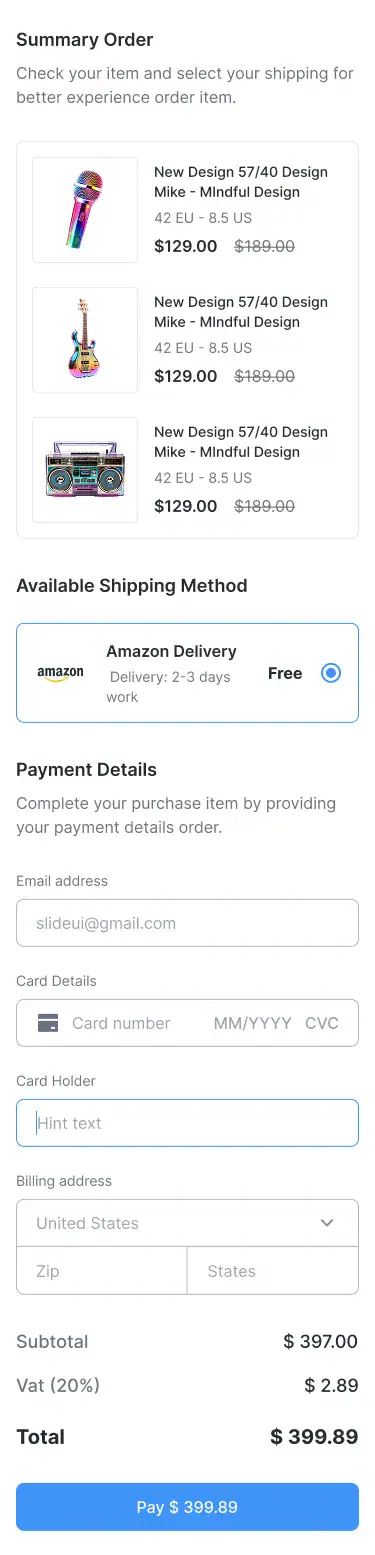 Summary Order
Check your item and select your shipping for
better experience order item.
New Design 57/40 Design
Mike - MIndful Design
42 EU - 8.5 US
$129.00 $189.00
New Design 57/40 Design
Mike - MIndful Design
42 EU - 8.5 US
$129.00 $189.00
New Design 57/40 Design
Mike - MIndful Design
42 EU - 8.5 US
$129.00 $189.00
Available Shipping Method
amazon
Amazon Delivery
Delivery: 2-3 days
work
Free
Payment Details
Complete your purchase item by providing
your payment details order.
Email address
slideui@gmail.com
Card Details
Card number MM/YYYY CVC
Card Holder
Hint text
Billing address
United States
Zip States
Subtotal $ 397.00
Vat (20%) $ 2.89
Total $ 399.89
Pay $ 399.89